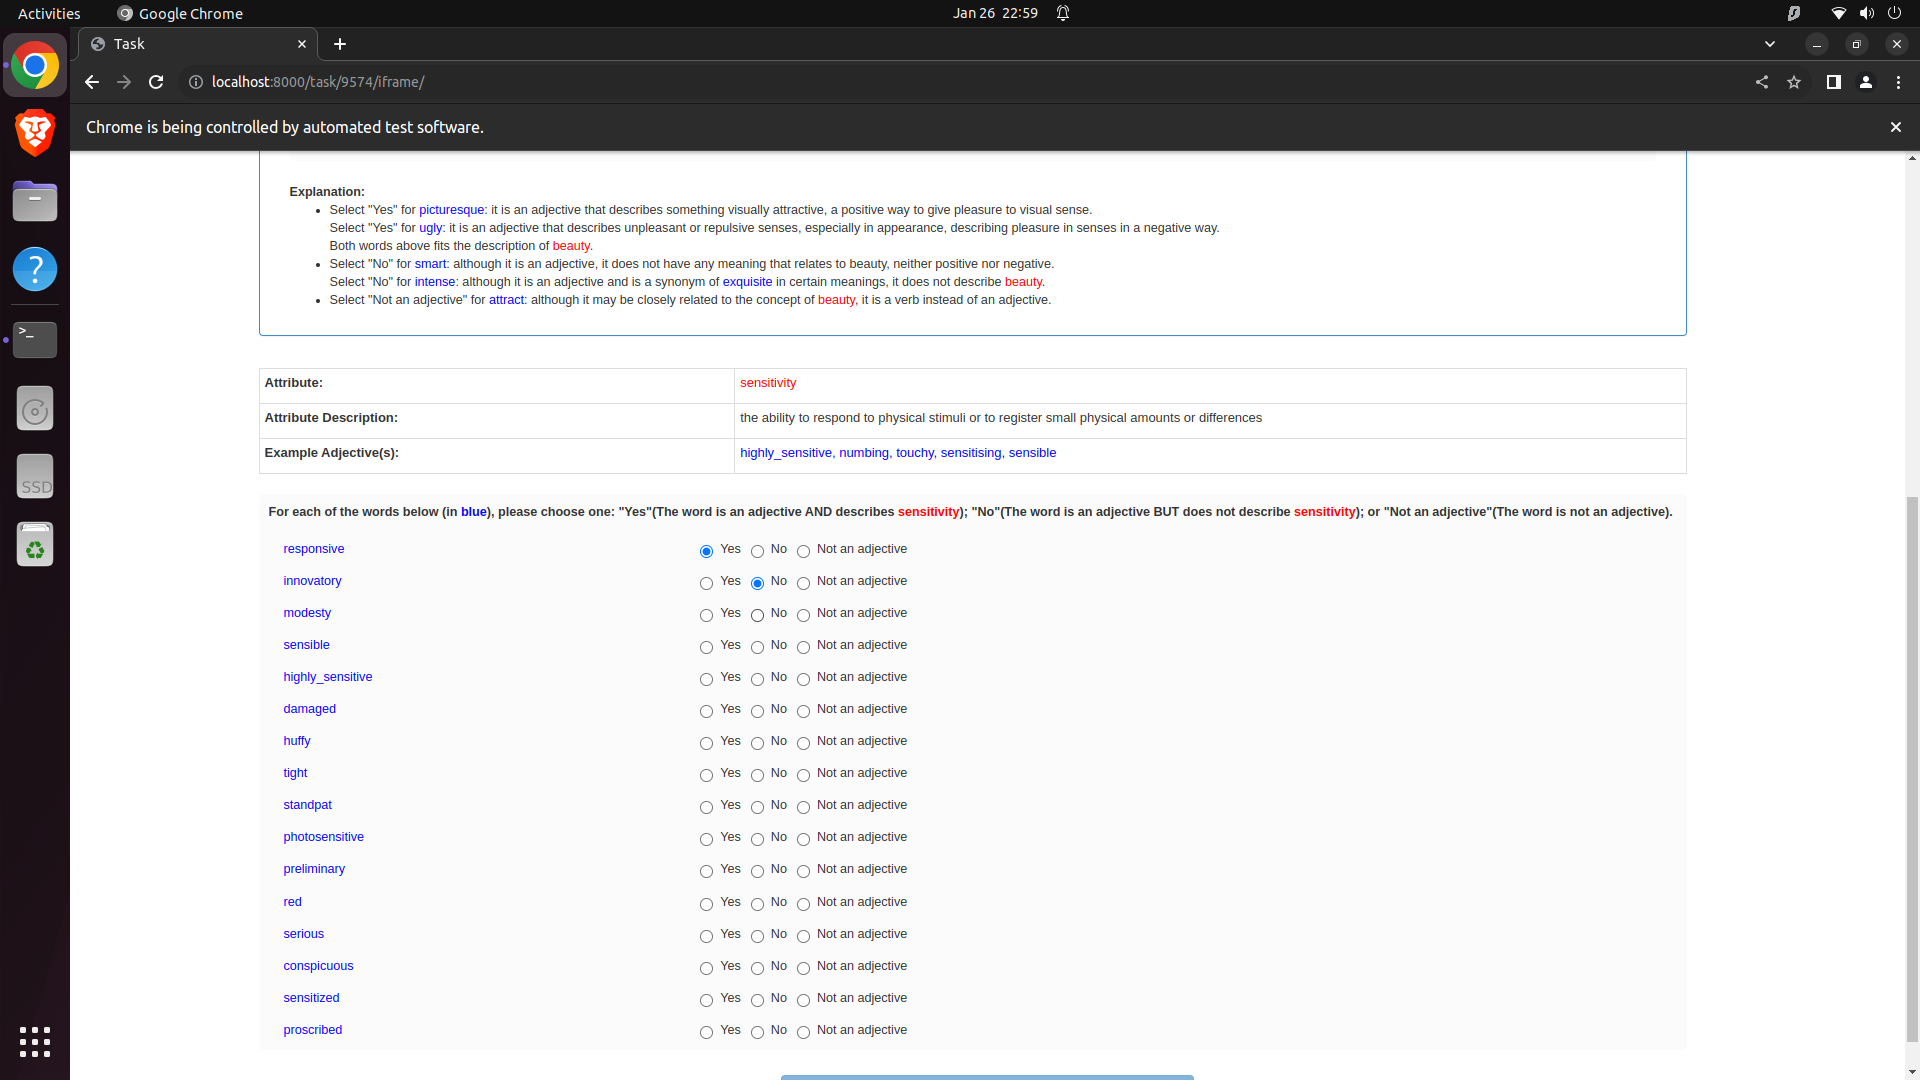 Activities Google Chrome Jan 26 22:59
Task
localhost:8000/task/9574/iframe/
Chrome is being controlled by automated test software.
Explanation:
Select "Yes" for picturesque: it is an adjective that describes something visually attractive, a positive way to give pleasure to visual sense.
Select "Yes" for ugly: it is an adjective that describes unpleasant or repulsive senses, especially in appearance, describing pleasure in senses in a negative way.
Both words above fits the description of beauty.
Select "No" for smart: although it is an adjective, it does not have any meaning that relates to beauty, neither positive nor negative.
Select "No" for intense: although it is an adjective and is a synonym of exquisite in certain meanings, it does not describe beauty.
Select "Not an adjective" for attract: although it may be closely related to the concept of beauty, it is a verb instead of an adjective.
Attribute: sensitivity
Attribute Description: the ability to respond to physical stimuli or to register small physical amounts or differences
Example Adjective(s): highly_sensitive, numbing, touchy, sensitising, sensible
For each of the words below (in blue), please choose one: "Yes"(The word is an adjective AND describes sensitivity); "No"(The word is an adjective BUT does not describe sensitivity); or "Not an adjective"(The word is not an adjective).
responsive Yes No Not an adjective
innovatory Yes No Not an adjective
modesty Yes No Not an adjective
sensible Yes No Not an adjective
highly_sensitive Yes No Not an adjective
damaged Yes No Not an adjective
huffy Yes No Not an adjective
tight Yes No Not an adjective
standpat Yes No Not an adjective
photosensitive Yes No Not an adjective
preliminary Yes No Not an adjective
red Yes No Not an adjective
serious Yes No Not an adjective
conspicuous Yes No Not an adjective
sensitized Yes No Not an adjective
proscribed Yes No Not an adjective
SSD